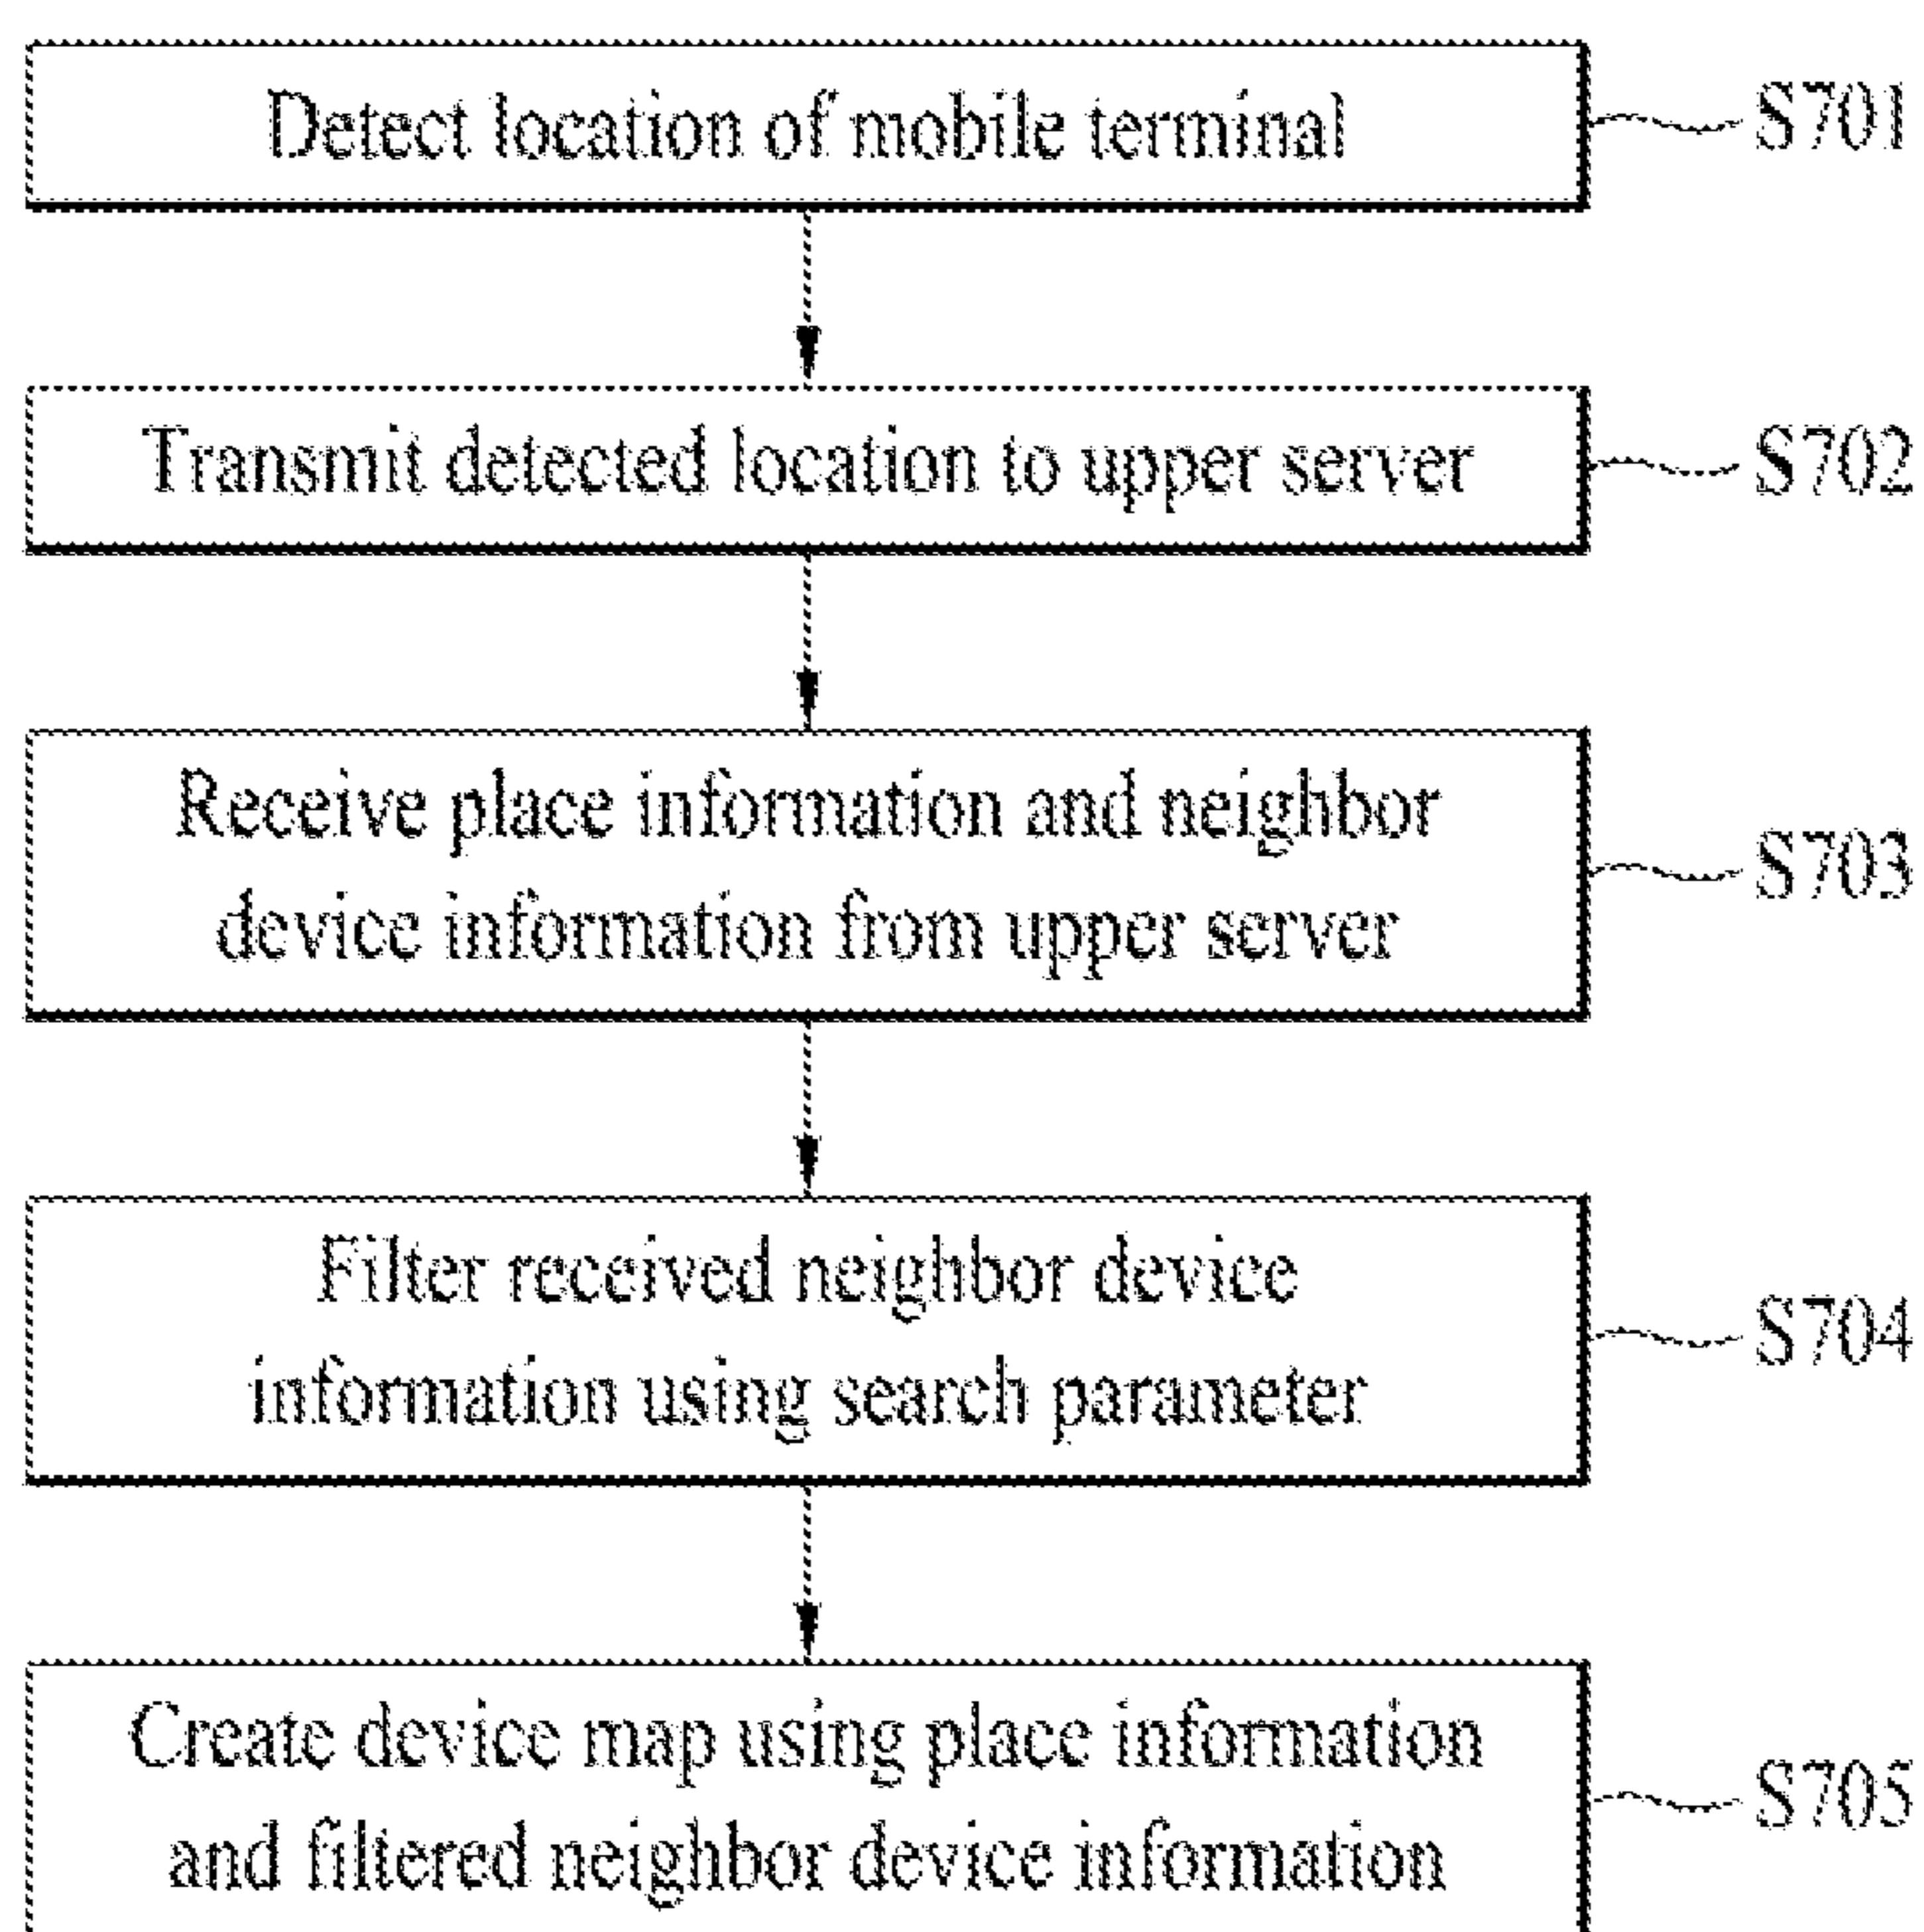 Detect location of mobile terminal
S701
Transmit detected location to upper server
S702
Receive place information and neighbor
device information from upper server
S703
Filter received neighbor device
information using search parameter
S704
Create device map using place information
and filtered neighbor device information
S705